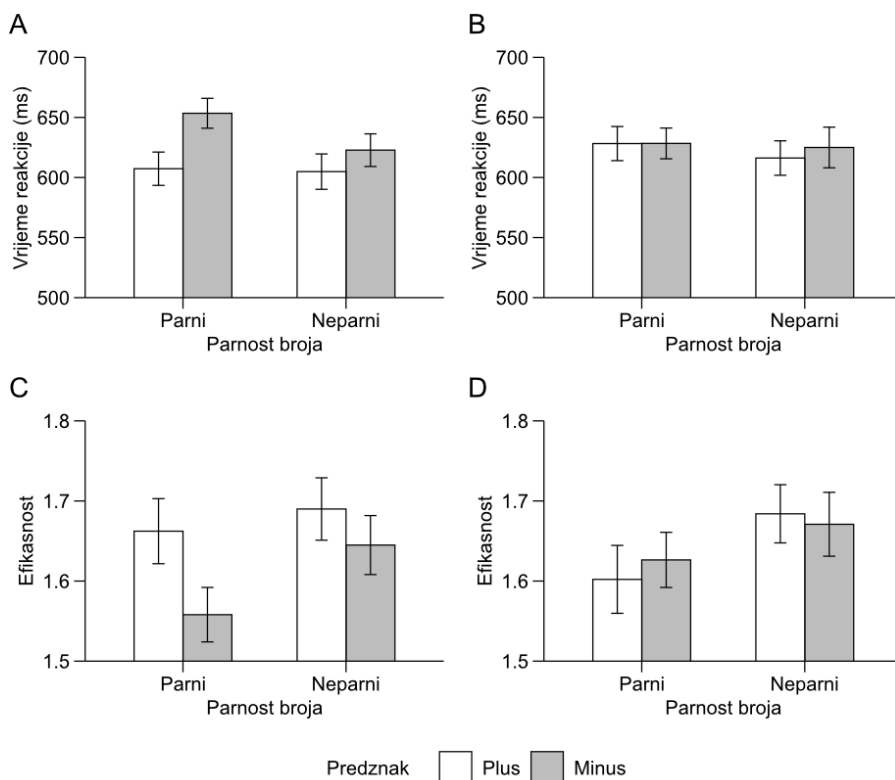 A
B
Vrijeme reakcije (ms)
700
650
600
550
500
Parni
Neparni
Parnost broja
Vrijeme reakcije (ms)
700
650
600
550
500
Parni
Neparni
Parnost broja
C
D
Efikasnost
1.8
1.7
1.6
1.5
Parni
Neparni
Parnost broja
Efikasnost
1.8
1.7
1.6
1.5
Parni
Neparni
Parnost broja
Predznak
Plus
Minus